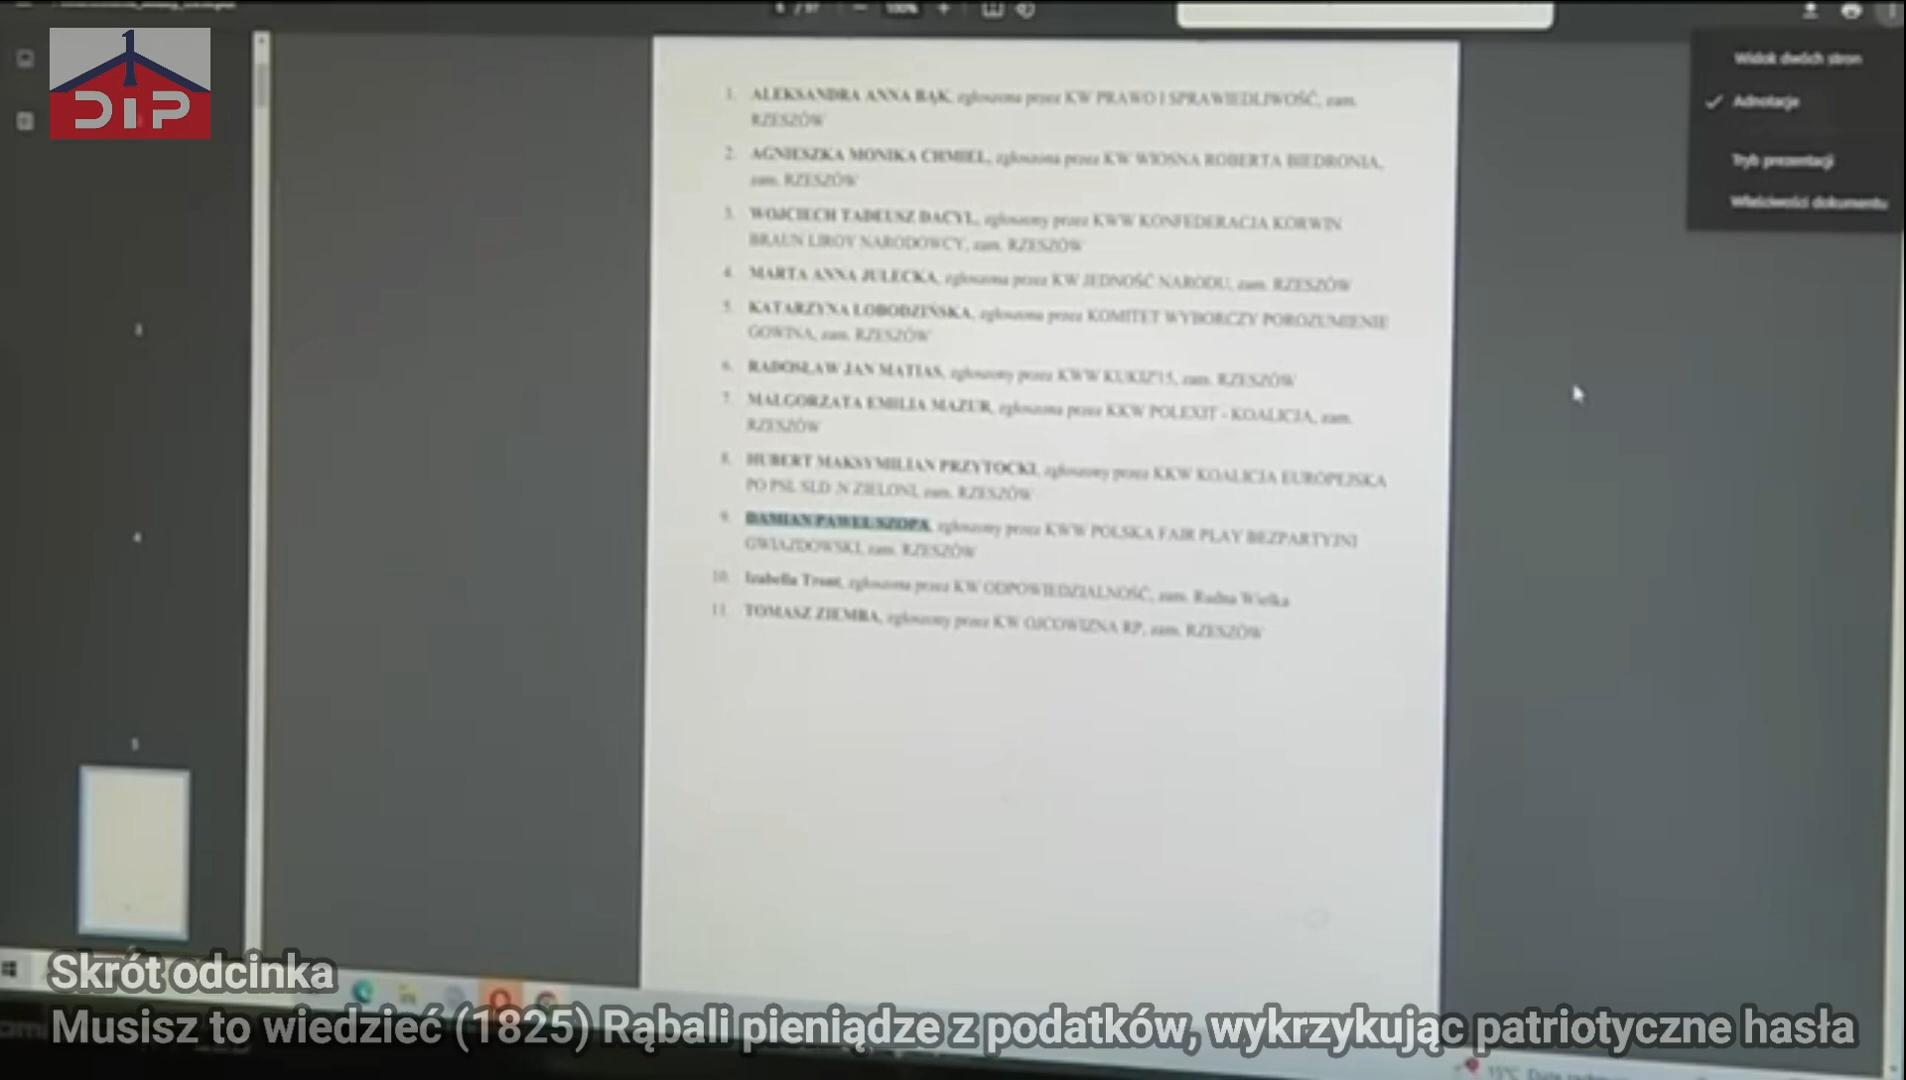 DiP
100%
Widok dwóch stron
Adnotacje
Tryb prezentacji
Właściwości dokumentu
1. ALEKSANDRA ANNA BĄK, zgłoszona przez KW PRAWO I SPRAWIEDLIWOŚĆ, zam.
RZESZÓW
2. AGNIESZKA MONIKA CHMIEL, zgłoszona przez KW WIOSNA ROBERTA BIEDRONIA,
zam. RZESZÓW
3. WOJCIECH TADEUSZ DACYL, zgłoszony przez KWW KONFEDERACJA KORWIN
BRAUN LIROY NARODOWCY, zam. RZESZÓW
4. MARTA ANNA JULECKA, zgłoszona przez KW JEDNOŚĆ NARODU, zam. RZESZÓW
5. KATARZYNA ŁOBODZIŃSKA, zgłoszona przez KOMITET WYBORCZY POROZUMIENIE
GOWINA, zam. RZESZÓW
6. RADOSŁAW JAN MATIAS, zgłoszony przez KWW KUKIZ'15, zam. RZESZÓW
7. MAŁGORZATA EMILIA MAZUR, zgłoszona przez KKW POLEXIT - KOALICJA, zam.
RZESZÓW
8. HUBERT MAKSYMILIAN PRZYTOCKI, zgłoszony przez KKW KOALICJA EUROPEJSKA
PO PSL SLD .N ZIELONI, zam. RZESZÓW
9. DAMIAN PAWEŁ SZOPA, zgłoszony przez KWW POLSKA FAIR PLAY BEZPARTYJNI
GWIAZDOWSKI, zam. RZESZÓW
10. Izabella Tront, zgłoszona przez KW ODPOWIEDZIALNOŚĆ, zam. Rudna Wielka
11. TOMASZ ZIEMBA, zgłoszony przez KW OJCOWIZNA RP, zam. RZESZÓW
3
4
5
Skrót odcinka
Musisz to wiedzieć (1825) Rąbali pieniądze z podatków, wykrzykując patriotyczne hasła
15°C